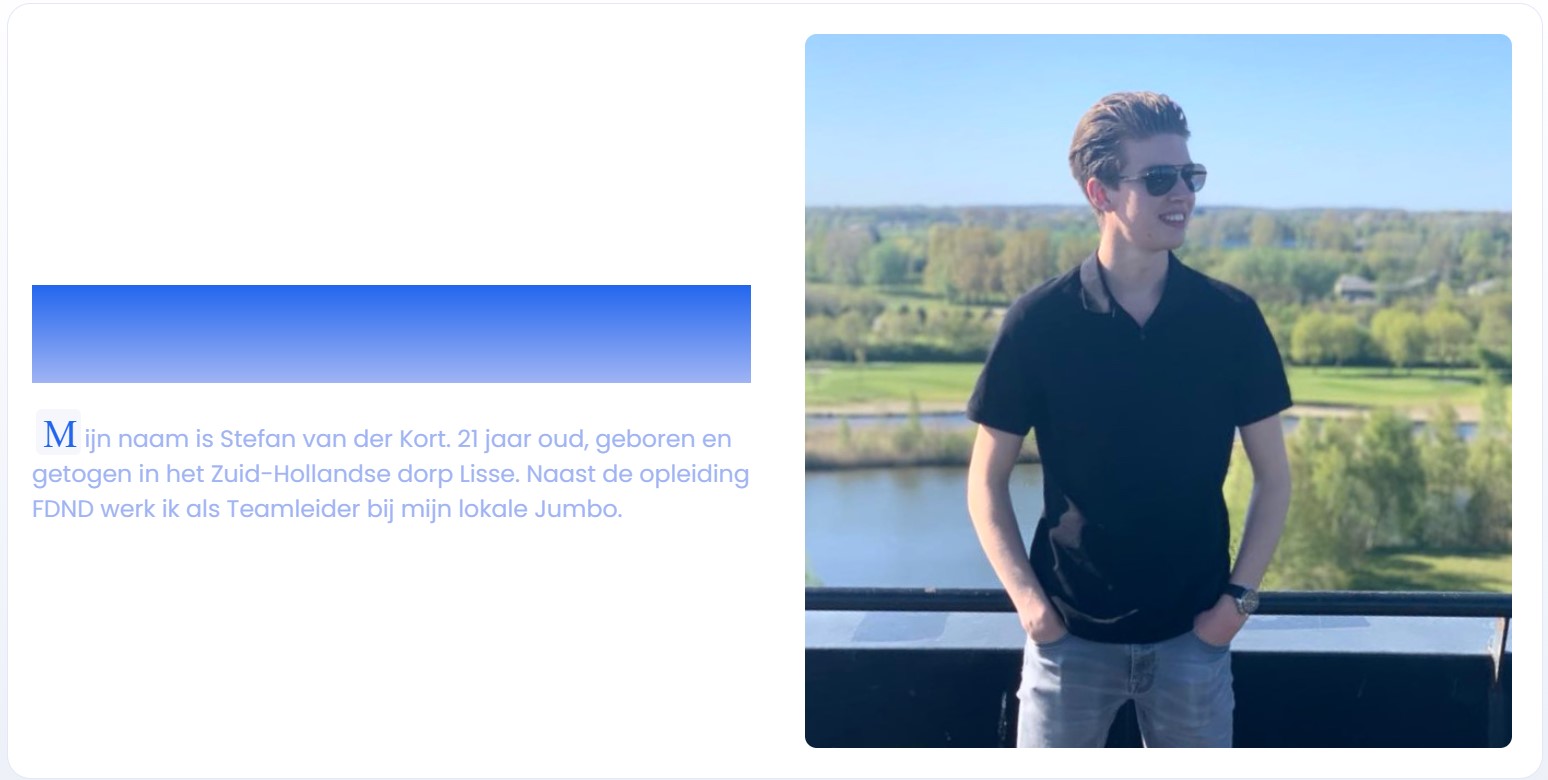 Mijn naam is Stefan van der Kort. 21 jaar oud, geboren en
getogen in het Zuid-Hollandse dorp Lisse. Naast de opleiding
FDND werk ik als Teamleider bij mijn lokale Jumbo.